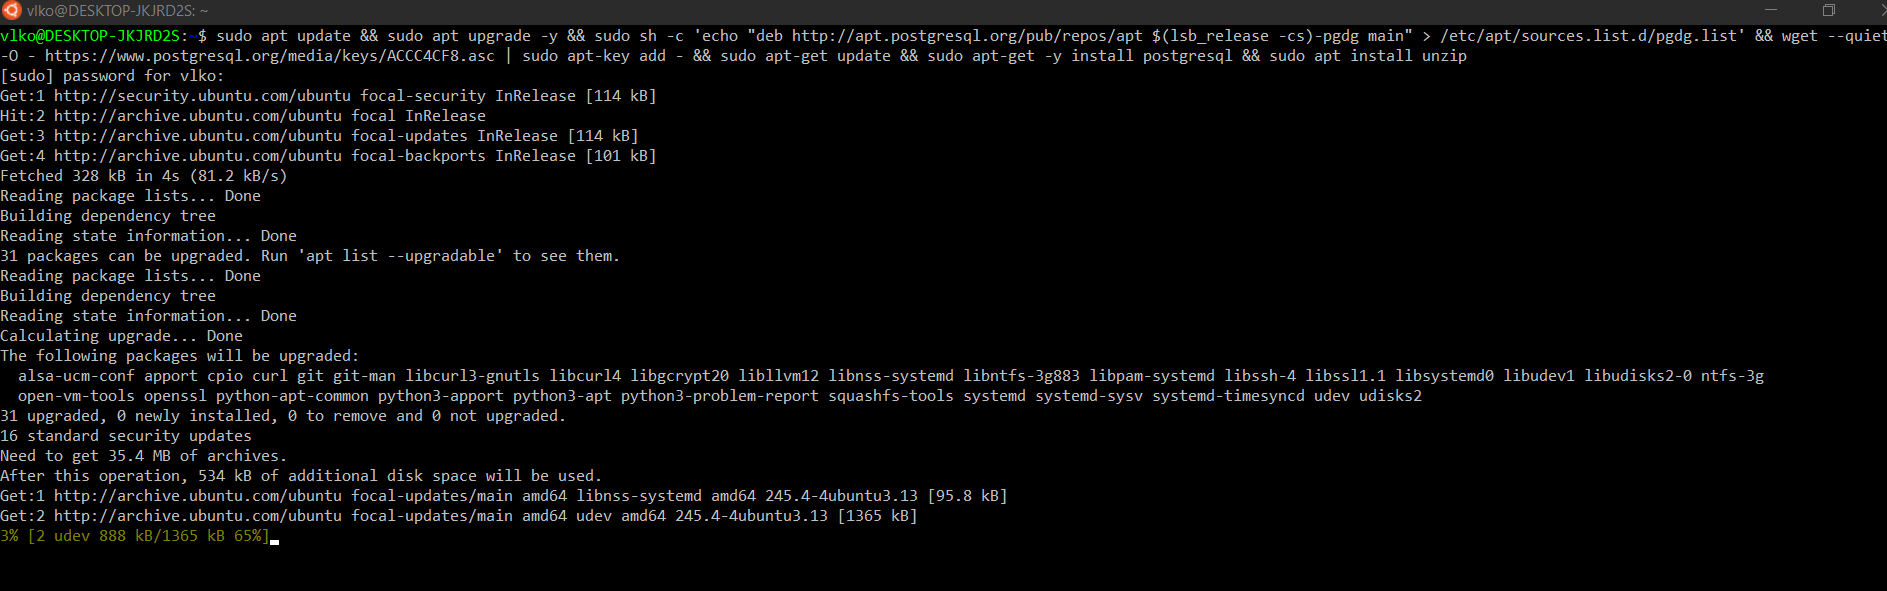 vlko@DESKTOP-JKJRD2S: ~
vlko@DESKTOP-JKJRD2S:~$ sudo apt update && sudo apt upgrade -y && sudo sh -c 'echo "deb http://apt.postgresql.org/pub/repos/apt $(lsb_release -cs)-pgdg main" > /etc/apt/sources.list.d/pgdg.list' && wget --quiet
-O - https://www.postgresql.org/media/keys/ACCC4CF8.asc | sudo apt-key add - && sudo apt-get update && sudo apt-get -y install postgresql && sudo apt install unzip
[sudo] password for vlko:
Get:1 http://security.ubuntu.com/ubuntu focal-security InRelease [114 kB]
Hit:2 http://archive.ubuntu.com/ubuntu focal InRelease
Get:3 http://archive.ubuntu.com/ubuntu focal-updates InRelease [114 kB]
Get:4 http://archive.ubuntu.com/ubuntu focal-backports InRelease [101 kB]
Fetched 328 kB in 4s (81.2 kB/s)
Reading package lists... Done
Building dependency tree
Reading state information... Done
31 packages can be upgraded. Run 'apt list --upgradable' to see them.
Reading package lists... Done
Building dependency tree
Reading state information... Done
Calculating upgrade... Done
The following packages will be upgraded:
alsa-ucm-conf apport cpio curl git git-man libcurl3-gnutls libcurl4 libgcrypt20 libllvm12 libnss-systemd libntfs-3g883 libpam-systemd libssh-4 libssl1.1 libsystemd0 libudev1 libudisks2-0 ntfs-3g
open-vm-tools openssl python-apt-common python3-apport python3-apt python3-problem-report squashfs-tools systemd systemd-sysv systemd-timesyncd udev udisks2
31 upgraded, 0 newly installed, 0 to remove and 0 not upgraded.
16 standard security updates
Need to get 35.4 MB of archives.
After this operation, 534 kB of additional disk space will be used.
Get:1 http://archive.ubuntu.com/ubuntu focal-updates/main amd64 libnss-systemd amd64 245.4-4ubuntu3.13 [95.8 kB]
Get:2 http://archive.ubuntu.com/ubuntu focal-updates/main amd64 udev amd64 245.4-4ubuntu3.13 [1365 kB]
3% [2 udev 888 kB/1365 kB 65%]